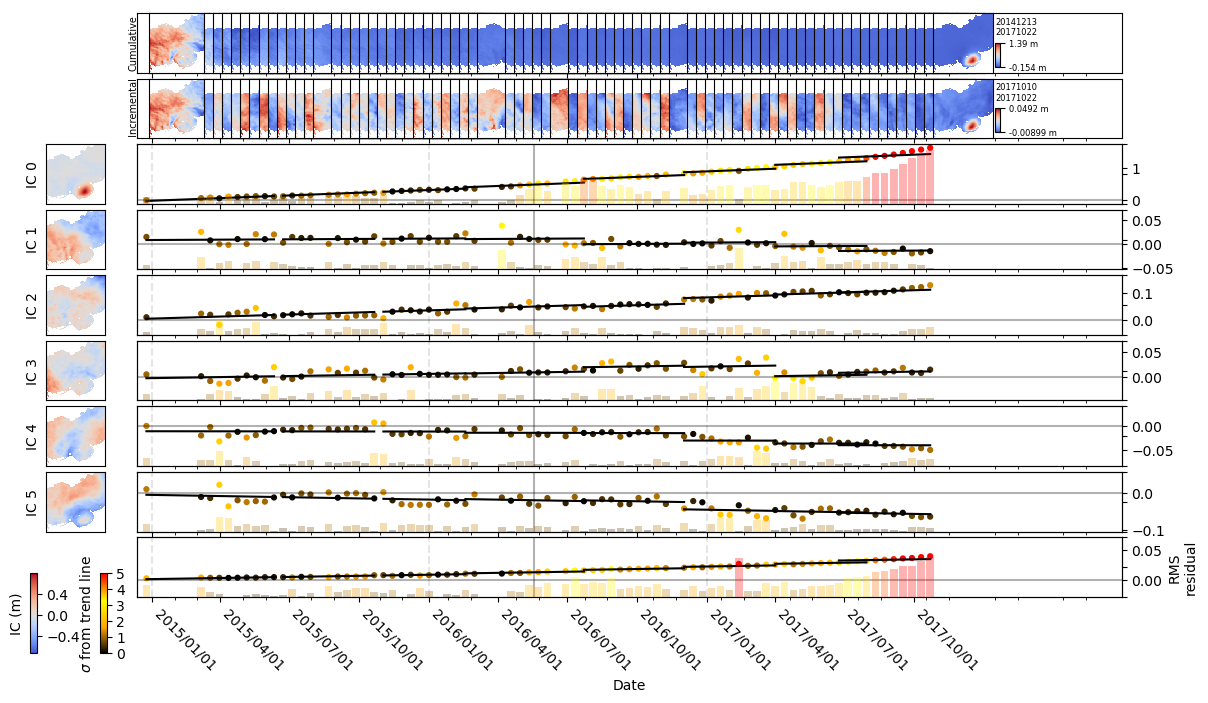 Cumulative
20141213
20171022
1.39 m
-0.154 m
Incremental
20171010
20171022
0.0492 m
-0.00899 m
IC 0
1
0
IC 1
0.05
0.00
−0.05
IC 2
0.1
0.0
IC 3
0.05
0.00
IC 4
0.00
−0.05
IC 5
0.0
−0.1
0.05
0.00
RMS
residual
IC (m)
0.4
0.0
−0.4
σ from trend line
5
4
3
2
1
0
2015/01/01
2015/04/01
2015/07/01
2015/10/01
2016/01/01
2016/04/01
2016/07/01
2016/10/01
2017/01/01
2017/04/01
2017/07/01
2017/10/01
Date